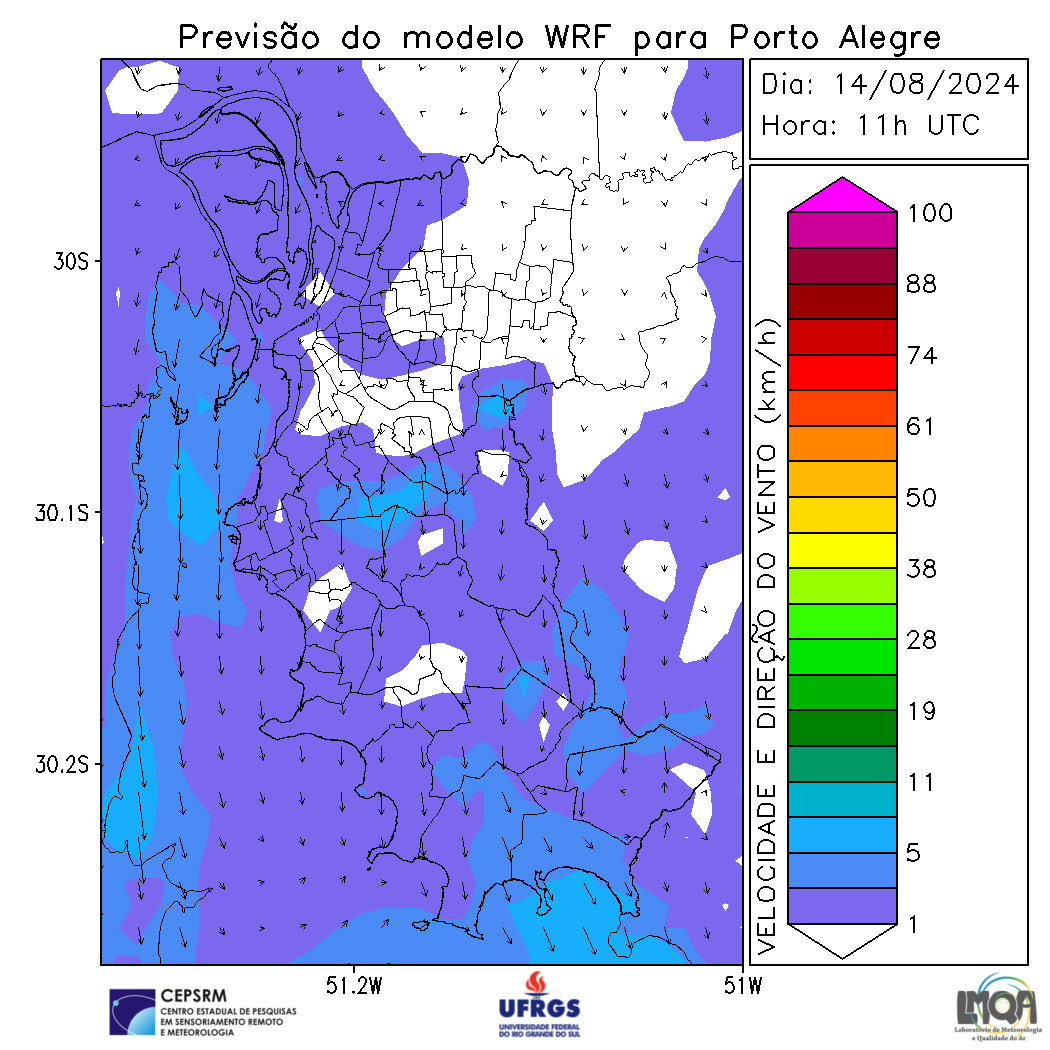 Previsão do modelo WRF para Porto Alegre
Dia: 14/08/2024
Hora: 11h UTC
30S
30.1S
30.2S
51.2W
51W
VELOCIDADE E DIREÇÃO DO VENTO (km/h)
100
88
74
61
50
38
28
19
11
5
1
CEPSRM
CENTRO ESTADUAL DE PESQUISAS
EM SENSORIAMENTO REMOTO
E METEOROLOGIA
UFRGS
UNIVERSIDADE FEDERAL
DO RIO GRANDE DO SUL
LMQA
Laboratório de Meteorologia
e Qualidade do Ar